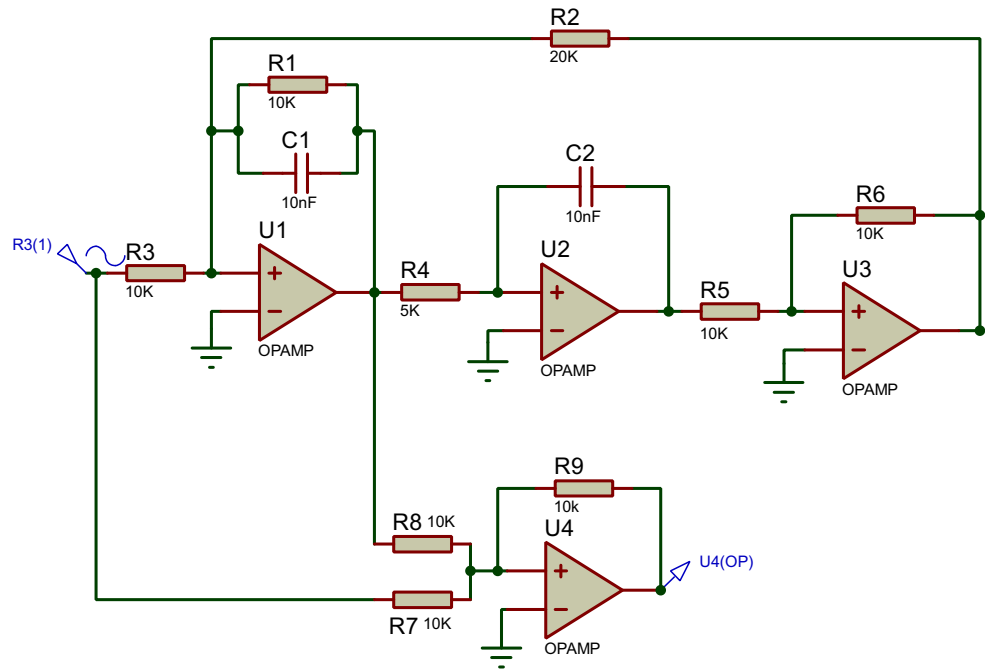 R2
20K
R1
10K
C1
10nF
C2
10nF
R6
10K
R3(1)
R3
10K
U1
+
−
OPAMP
R4
5K
U2
+
−
OPAMP
R5
10K
U3
+
−
OPAMP
R9
10k
R8 10K
U4
+
−
OPAMP
U4(OP)
R7 10K